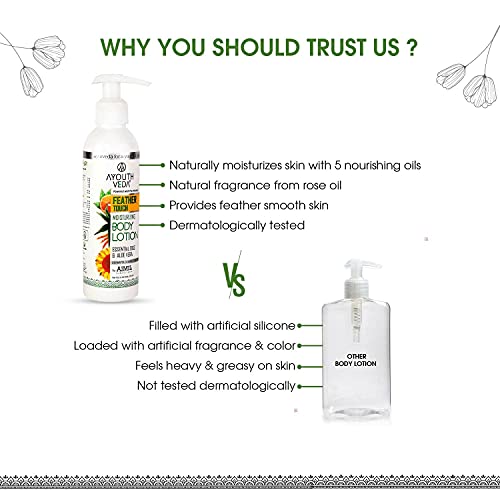 WHY YOU SHOULD TRUST US ?
AYOUTH
VEDA
FEATHER
TOUCH
MOISTURISING
BODY
LOTION
ESSENTIAL OILS
& ALOE VERA
by AIMIL
Naturally moisturizes skin with 5 nourishing oils
Natural fragrance from rose oil
Provides feather smooth skin
Dermatologically tested
VS
Filled with artificial silicone
Loaded with artificial fragrance & color
Feels heavy & greasy on skin
Not tested dermatologically
OTHER
BODY LOTION